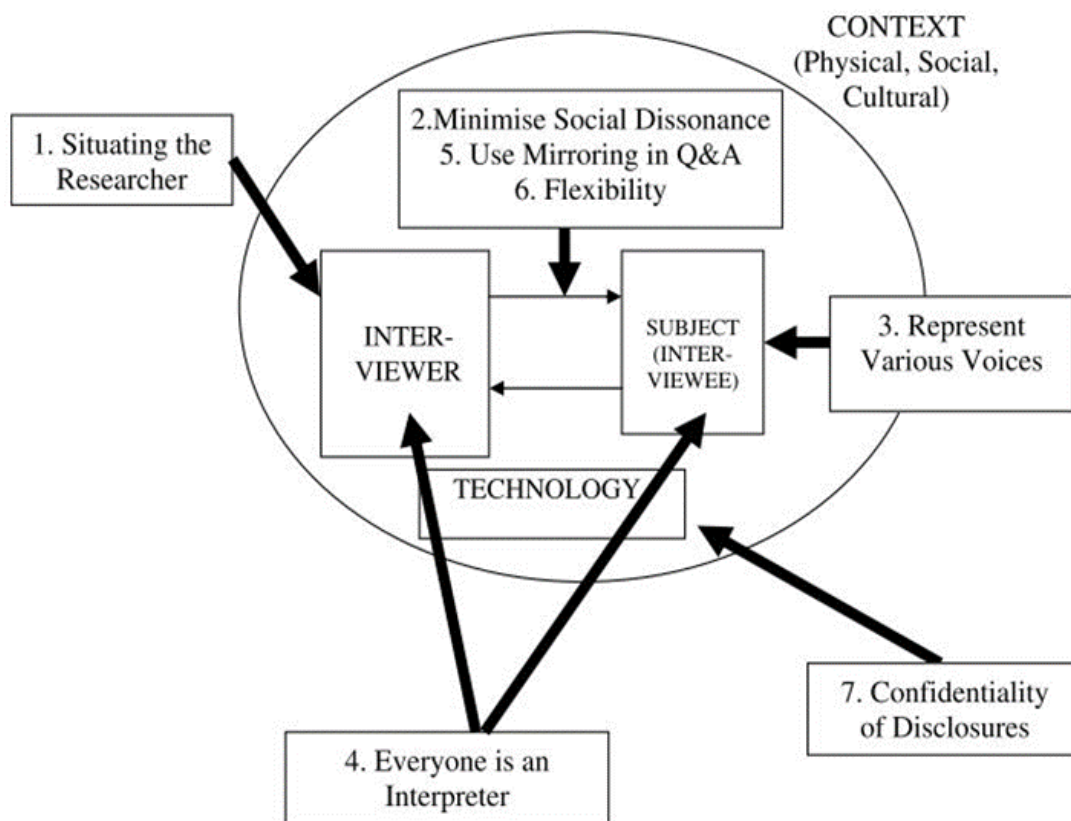 CONTEXT
(Physical, Social,
Cultural)
1. Situating the
Researcher
2.Minimise Social Dissonance
5. Use Mirroring in Q&A
6. Flexibility
INTER-
VIEWER
SUBJECT
(INTER-
VIEWEE)
3. Represent
Various Voices
TECHNOLOGY
7. Confidentiality
of Disclosures
4. Everyone is an
Interpreter